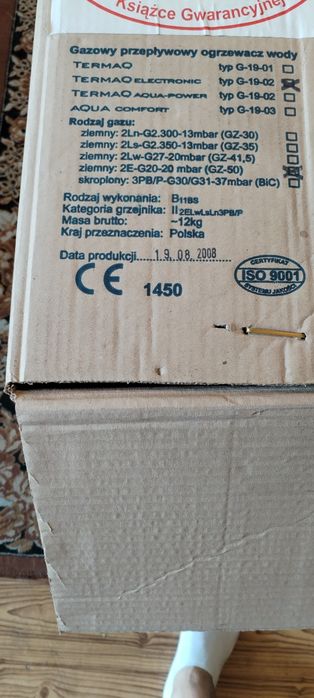 Książce Gwarancyjnej
Gazowy przepływowy ogrzewacz wody
TERMAQ typ G-19-01
TERMAQ ELECTRONIC typ G-19-02
TERMAQ AQUA-POWER typ G-19-02
AQUA COMFORT typ G-19-03
Rodzaj gazu:
ziemny: 2Ln-G2.300-13mbar (GZ-30)
ziemny: 2Ls-G2.350-13mbar (GZ-35)
ziemny: 2Lw-G27-20mbar (GZ-41,5)
ziemny: 2E-G20-20 mbar (GZ-50)
skroplony: 3PB/P-G30/G31-37mbar (BiC)
Rodzaj wykonania: B11BS
Kategoria grzejnika: II2ELwLsLn3PB/P
Masa brutto: ~12kg
Kraj przeznaczenia: Polska
Data produkcji 19.08.2008
CE 1450
CERTYFIKAT
ISO 9001
SYSTEMU JAKOŚCI